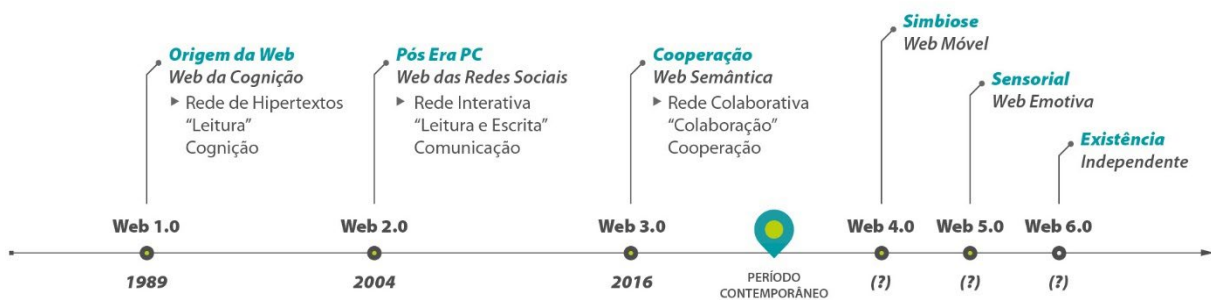 Origem da Web
Web da Cognição
Rede de Hipertextos
“Leitura”
Cognição
Web 1.0
1989
Pós Era PC
Web das Redes Sociais
Rede Interativa
“Leitura e Escrita”
Comunicação
Web 2.0
2004
Cooperação
Web Semântica
Rede Colaborativa
“Colaboração”
Cooperação
Web 3.0
2016
PERÍODO
CONTEMPORÂNEO
Simbiose
Web Móvel
Web 4.0
(?)
Sensorial
Web Emotiva
Web 5.0
(?)
Existência
Independente
Web 6.0
(?)